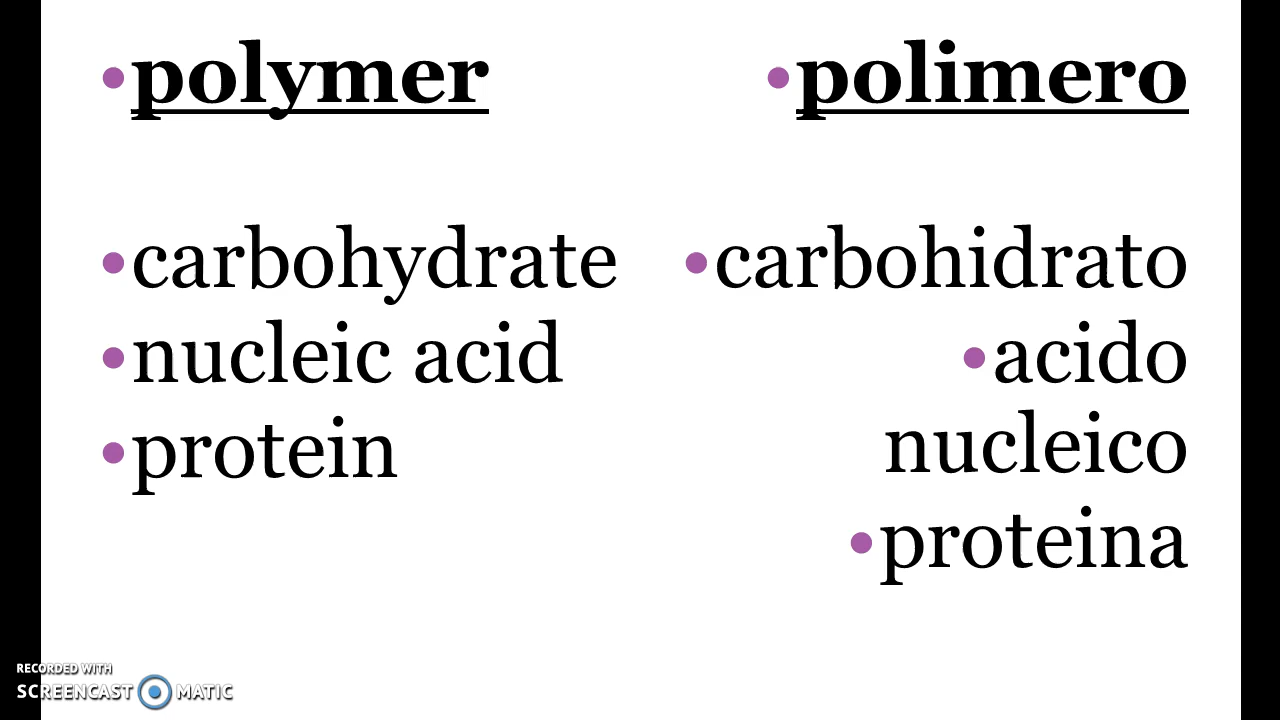 •polymer
•carbohydrate
•nucleic acid
•protein
•polimero
•carbohidrato
•acido
nucleico
•proteina
RECORDED WITH
SCREENCAST MATIC